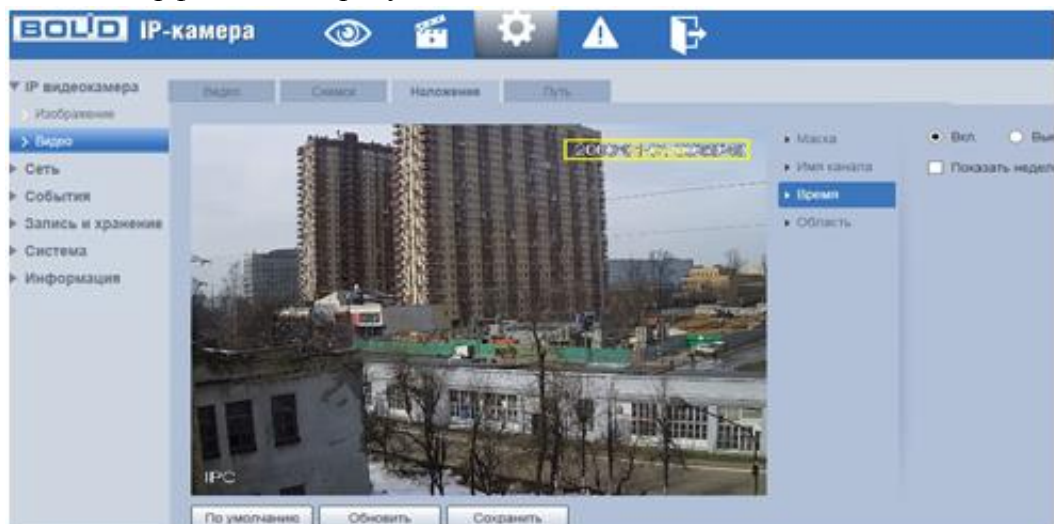 BOLID IP-камера
IP видеокамера
Изображение
Видео
Сеть
События
Запись и хранение
Система
Информация
Видео
Снимок
Наложение
Путь
IPC
Маска
Имя канала
Время
Область
Вкл.
Показать
По умолчанию
Обновить
Сохранить